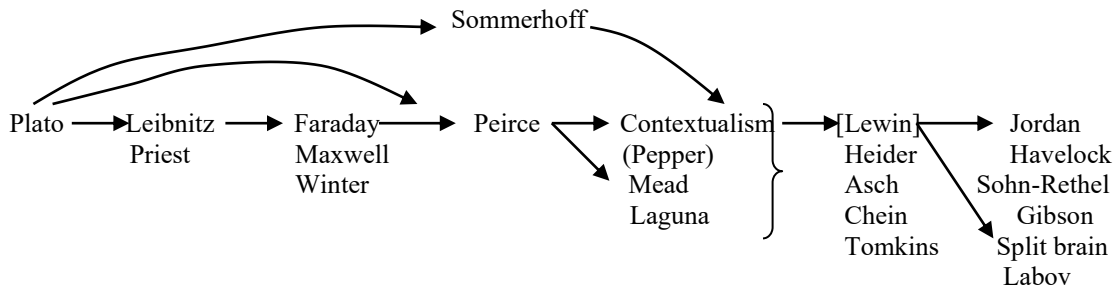 Sommerhoff
Plato Leibnitz Faraday Peirce Contextualism [Lewin] Jordan
Priest Maxwell (Pepper) Heider Havelock
Winter Mead Asch Sohn-Rethel
Laguna Chein Gibson
Tomkins Split brain
Labov